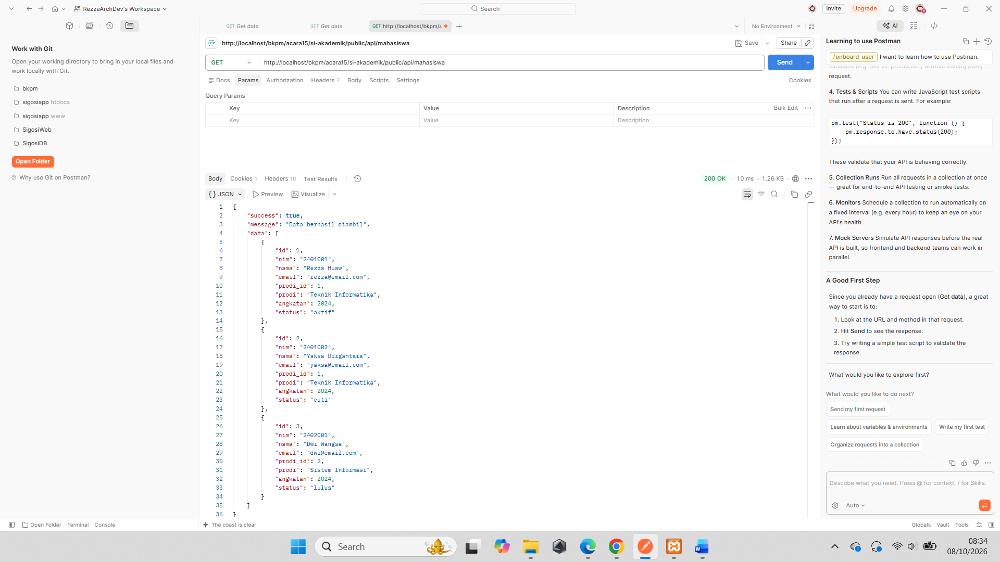 RezzaArchDev's Workspace
Search
Invite
Upgrade
Work with Git
Open your working directory to bring in your local files and
work locally with Git.
bkpm
sigosiapp htdocs
sigosiapp www
SigosiWeb
SigosiDB
Open Folder
Why use Git on Postman?
GET Get data
GET Get data
GET http://localhost/bkpm/a
No Environment
HTTP
http://localhost/bkpm/acara15/si-akademik/public/api/mahasiswa
Save
Share
GET
http://localhost/bkpm/acara15/si-akademik/public/api/mahasiswa
Send
Docs Params Authorization Headers 7 Body Scripts Settings
Cookies
Query Params
Key Value Description Bulk Edit
Key Value Description
Body Cookies 1 Headers 10 Test Results
200 OK • 10 ms • 1.26 KB
{} JSON Preview Visualize
1 {
2 "success": true,
3 "message": "Data berhasil diambil",
4 "data": [
5 {
6 "id": 1,
7 "nim": "2401001",
8 "nama": "Rezza Huaw",
9 "email": "rezza@email.com",
10 "prodi_id": 1,
11 "prodi": "Teknik Informatika",
12 "angkatan": 2024,
13 "status": "aktif"
14 },
15 {
16 "id": 2,
17 "nim": "2401002",
18 "nama": "Yaksa Dirgantara",
19 "email": "yaksa@email.com",
20 "prodi_id": 1,
21 "prodi": "Teknik Informatika",
22 "angkatan": 2024,
23 "status": "cuti"
24 },
25 {
26 "id": 3,
27 "nim": "2402001",
28 "nama": "Dwi Wangsa",
29 "email": "dwi@email.com",
30 "prodi_id": 2,
31 "prodi": "Sistem Informasi",
32 "angkatan": 2024,
33 "status": "lulus"
34 }
35 ]
36 }
AI
Learning to use Postman
/onboard-user I want to learn how to use Postman.
variables (e.g. dev vs. production) without editing every
request.
4. Tests & Scripts You can write JavaScript test scripts
that run after a request is sent. For example:
pm.test("Status is 200", function () {
pm.response.to.have.status(200);
});
These validate that your API is behaving correctly.
5. Collection Runs Run all requests in a collection at once
— great for end-to-end API testing or smoke tests.
6. Monitors Schedule a collection to run automatically on
a fixed interval (e.g. every hour) to keep an eye on your
API's health.
7. Mock Servers Simulate API responses before the real
API is built, so frontend and backend teams can work in
parallel.
A Good First Step
Since you already have a request open (Get data), a great
way to start is to:
1. Look at the URL and method in that request.
2. Hit Send to see the response.
3. Try writing a simple test script to validate the
response.
What would you like to explore first?
What would you like to do next?
Send my first request
Learn about variables & environments
Write my first test
Organize requests into a collection
Describe what you need. Press @ for context, / for Skills.
Auto
Open Folder Terminal Console
The coast is clear
Globals Vault Tools
Search
08:34
08/10/2026